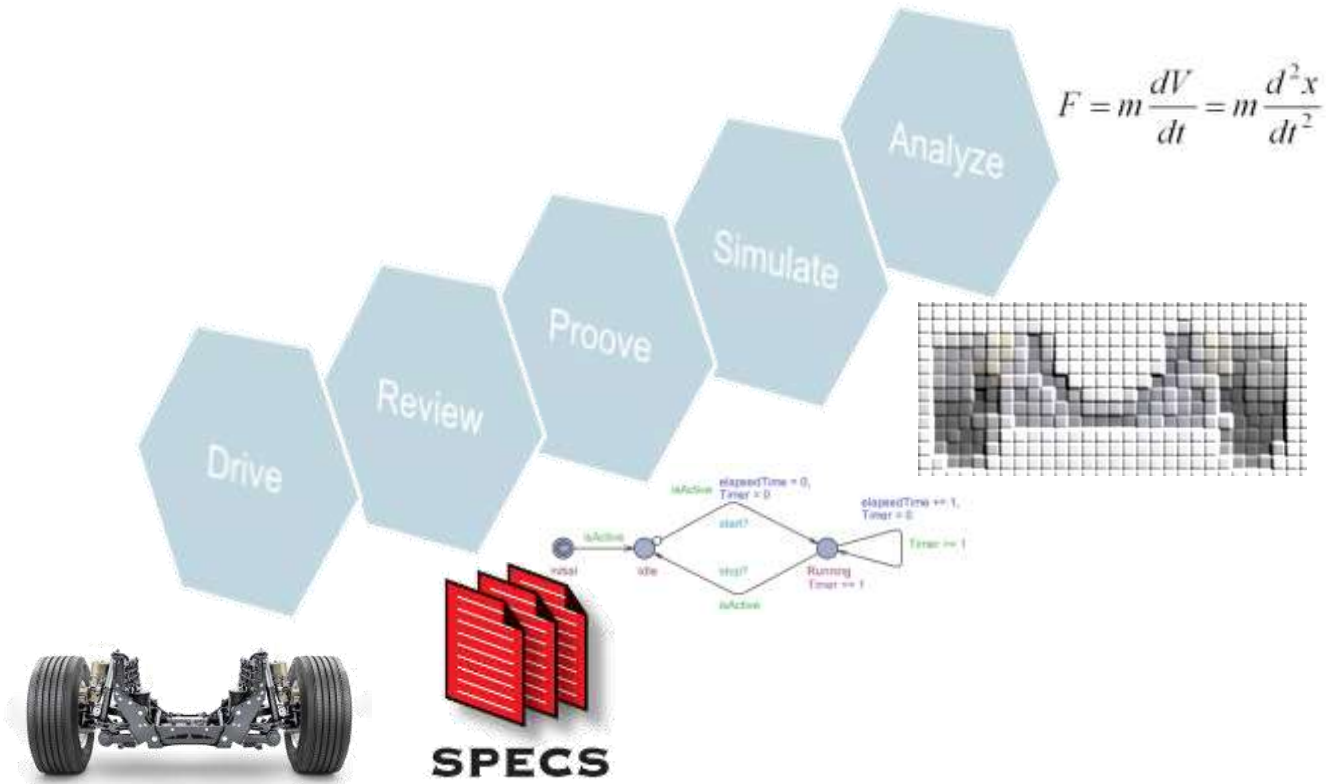 F = m dV/dt = m d²x/dt²
Analyze
Simulate
Proove
Review
Drive
isActive
elapsedTime = 0,
Timer = 0
start?
elapsedTime += 1,
Timer = 0
Timer >= 1
isActive
initial
Idle
stop?
Running
Timer <= 1
isActive
SPECS